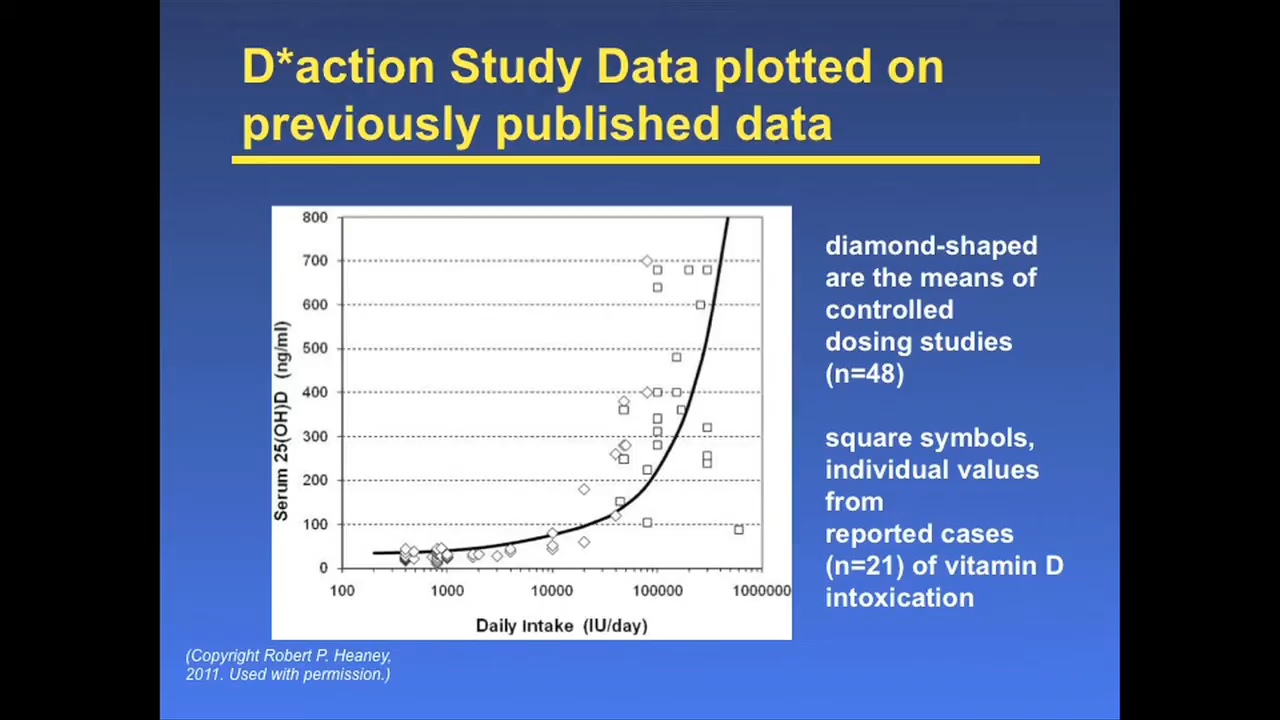 D*action Study Data plotted on
previously published data
800
700
600
500
400
300
200
100
0
Serum 25(OH)D (ng/ml)
100 1000 10000 100000 1000000
Daily Intake (IU/day)
diamond-shaped
are the means of
controlled
dosing studies
(n=48)
square symbols,
individual values
from
reported cases
(n=21) of vitamin D
intoxication
(Copyright Robert P. Heaney,
2011. Used with permission.)